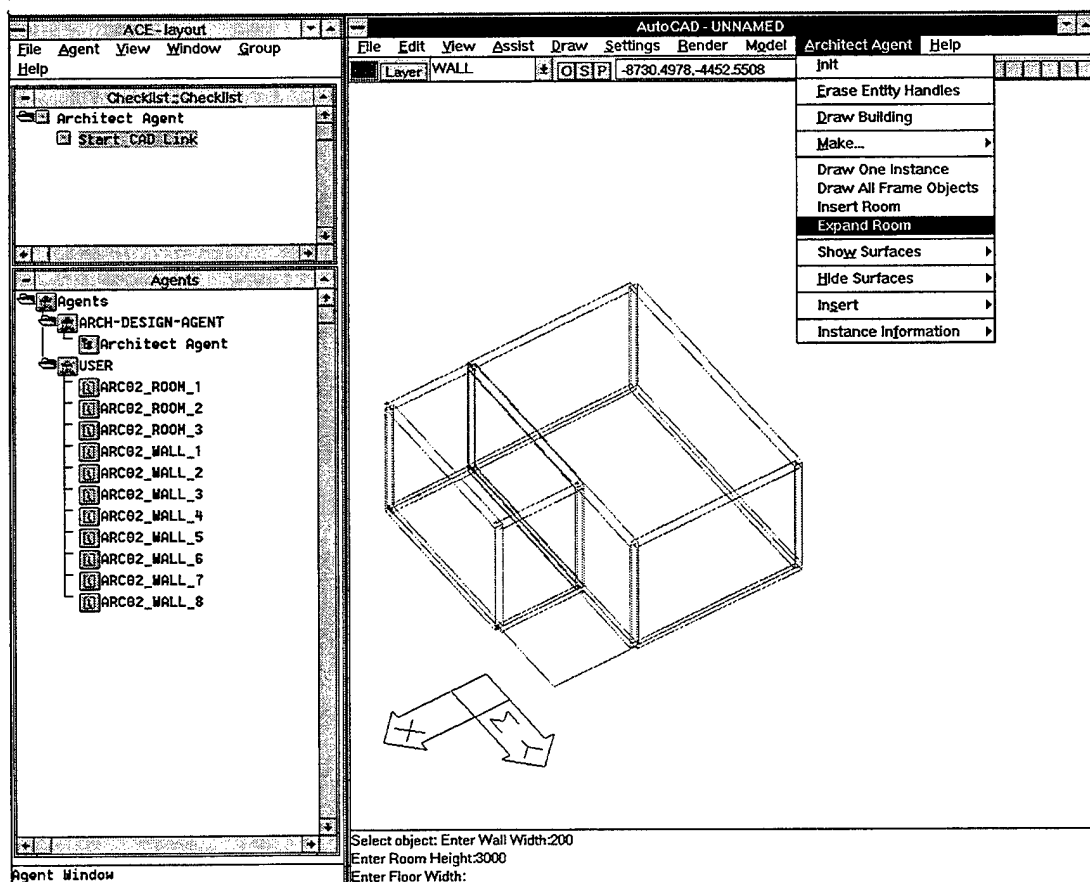 ACE-layout
File Agent View Window Group
Help
Checklist::Checklist
Architect Agent
Start CAD Link
Agents
Agents
ARCH-DESIGN-AGENT
Architect Agent
USER
ARC02_ROOM_1
ARC02_ROOM_2
ARC02_ROOM_3
ARC02_WALL_1
ARC02_WALL_2
ARC02_WALL_3
ARC02_WALL_4
ARC02_WALL_5
ARC02_WALL_6
ARC02_WALL_7
ARC02_WALL_8
Agent Window
AutoCAD - UNNAMED
File Edit View Assist Draw Settings Render Model Architect Agent Help
Layer WALL O S P -8730.4978,-4452.5508
Init
Erase Entity Handles
Draw Building
Make...
Draw One Instance
Draw All Frame Objects
Insert Room
Expand Room
Show Surfaces
Hide Surfaces
Insert
Instance Information
X
Y
Select object: Enter Wall Width:200
Enter Room Height:3000
Enter Floor Width: